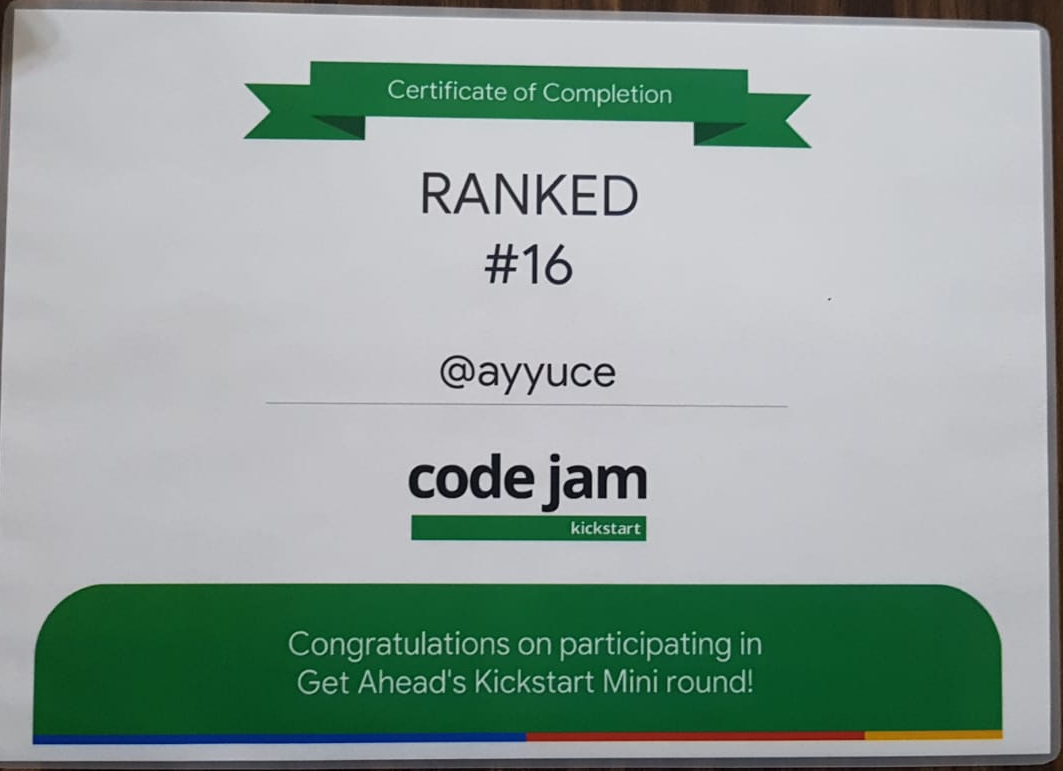 Certificate of Completion
RANKED
#16
@ayyuce
code jam
kickstart
Congratulations on participating in
Get Ahead's Kickstart Mini round!